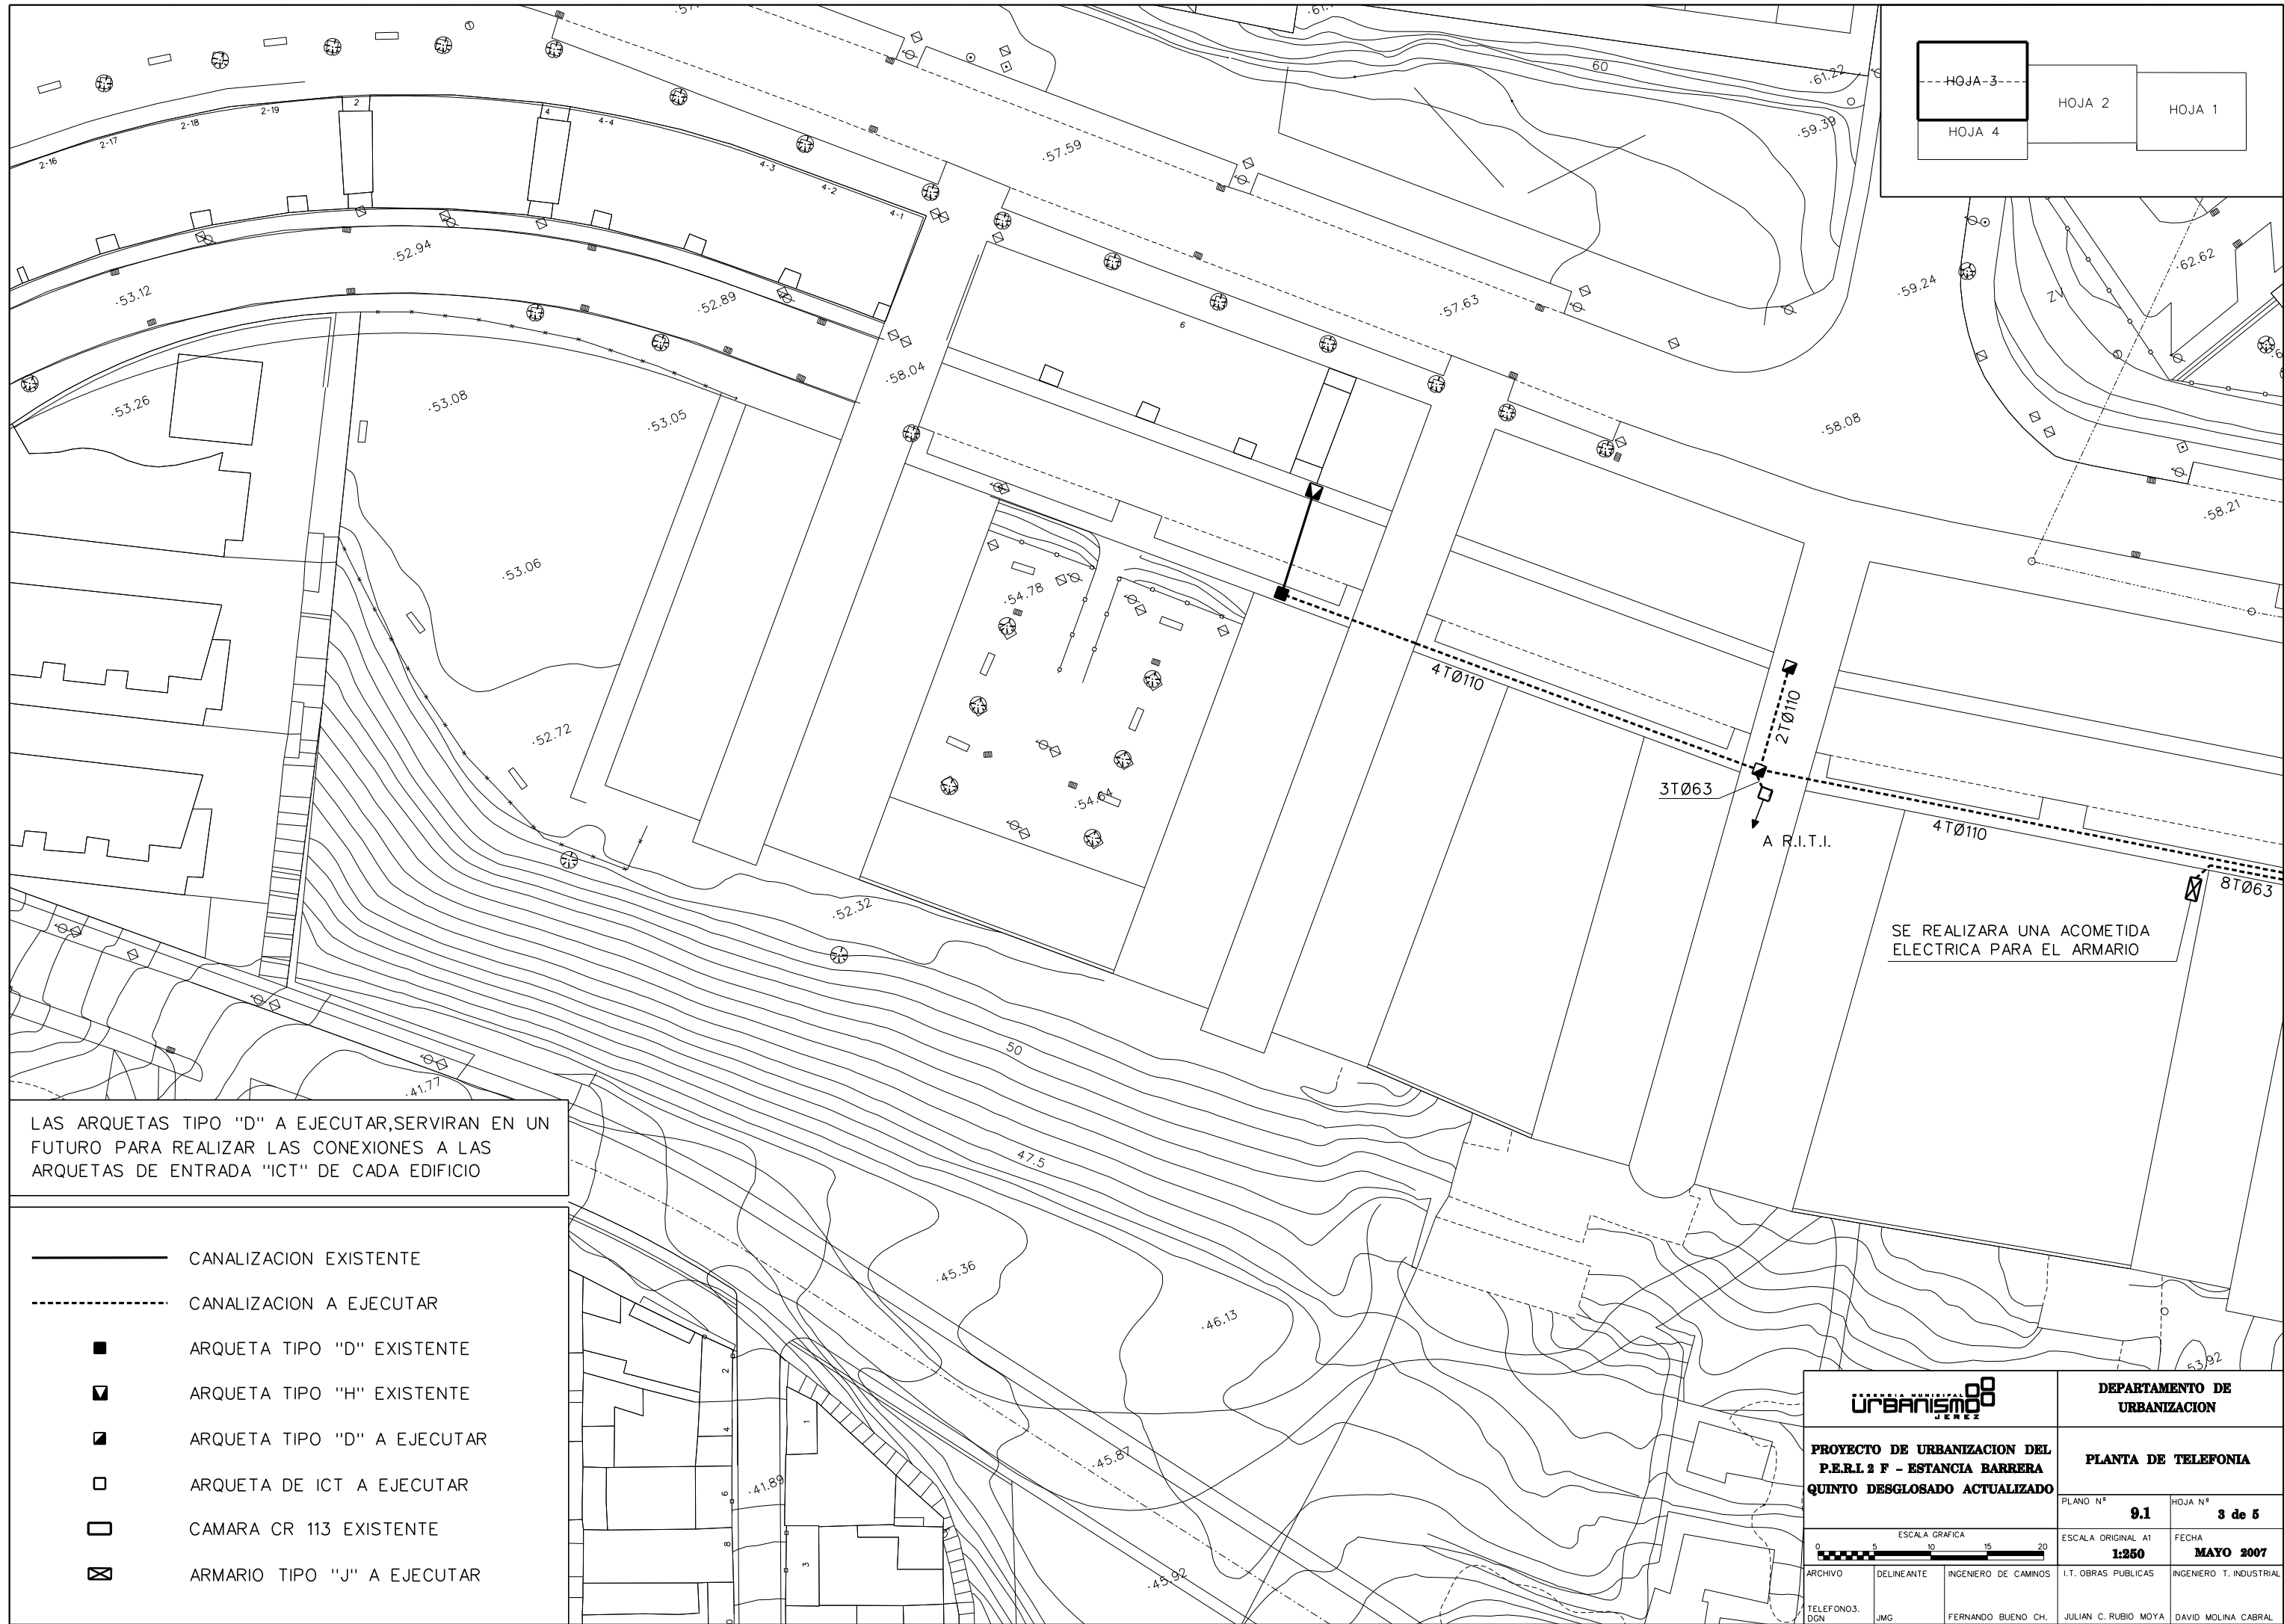 HOJA 3
HOJA 2
HOJA 1
HOJA 4
2-16
2-17
2-18
2-19
2
4
4-4
4-3
4-2
4-1
6
60
·61.22
·59.39
·57.59
·57.63
·59.24
ZV
·62.62
·52.94
·53.12
·52.89
·58.04
·53.26
·53.08
·53.05
·58.08
·58.21
·53.06
·54.78
·52.72
·54.64
·52.32
4TØ110
2TØ110
3TØ63
A R.I.T.I.
4TØ110
8TØ63
SE REALIZARA UNA ACOMETIDA
ELECTRICA PARA EL ARMARIO
50
47.5
·41.77
·45.36
·46.13
·45.87
·45.92
·41.89
·53.92
2
4
6
8
1
3
LAS ARQUETAS TIPO "D" A EJECUTAR,SERVIRAN EN UN
FUTURO PARA REALIZAR LAS CONEXIONES A LAS
ARQUETAS DE ENTRADA "ICT" DE CADA EDIFICIO
CANALIZACION EXISTENTE
CANALIZACION A EJECUTAR
ARQUETA TIPO "D" EXISTENTE
ARQUETA TIPO "H" EXISTENTE
ARQUETA TIPO "D" A EJECUTAR
ARQUETA DE ICT A EJECUTAR
CAMARA CR 113 EXISTENTE
ARMARIO TIPO "J" A EJECUTAR
GERENCIA MUNICIPAL
URBANISMO
JEREZ
DEPARTAMENTO DE
URBANIZACION
PROYECTO DE URBANIZACION DEL
P.E.R.I. 2 F - ESTANCIA BARRERA
QUINTO DESGLOSADO ACTUALIZADO
PLANTA DE TELEFONIA
PLANO Nº
9.1
HOJA Nº
3 de 5
ESCALA GRAFICA
0 5 10 15 20
ESCALA ORIGINAL A1
1:250
FECHA
MAYO 2007
ARCHIVO
TELEFONO3.
DGN
DELINEANTE
JMG
INGENIERO DE CAMINOS
FERNANDO BUENO CH.
I.T. OBRAS PUBLICAS
JULIAN C. RUBIO MOYA
INGENIERO T. INDUSTRIAL
DAVID MOLINA CABRAL